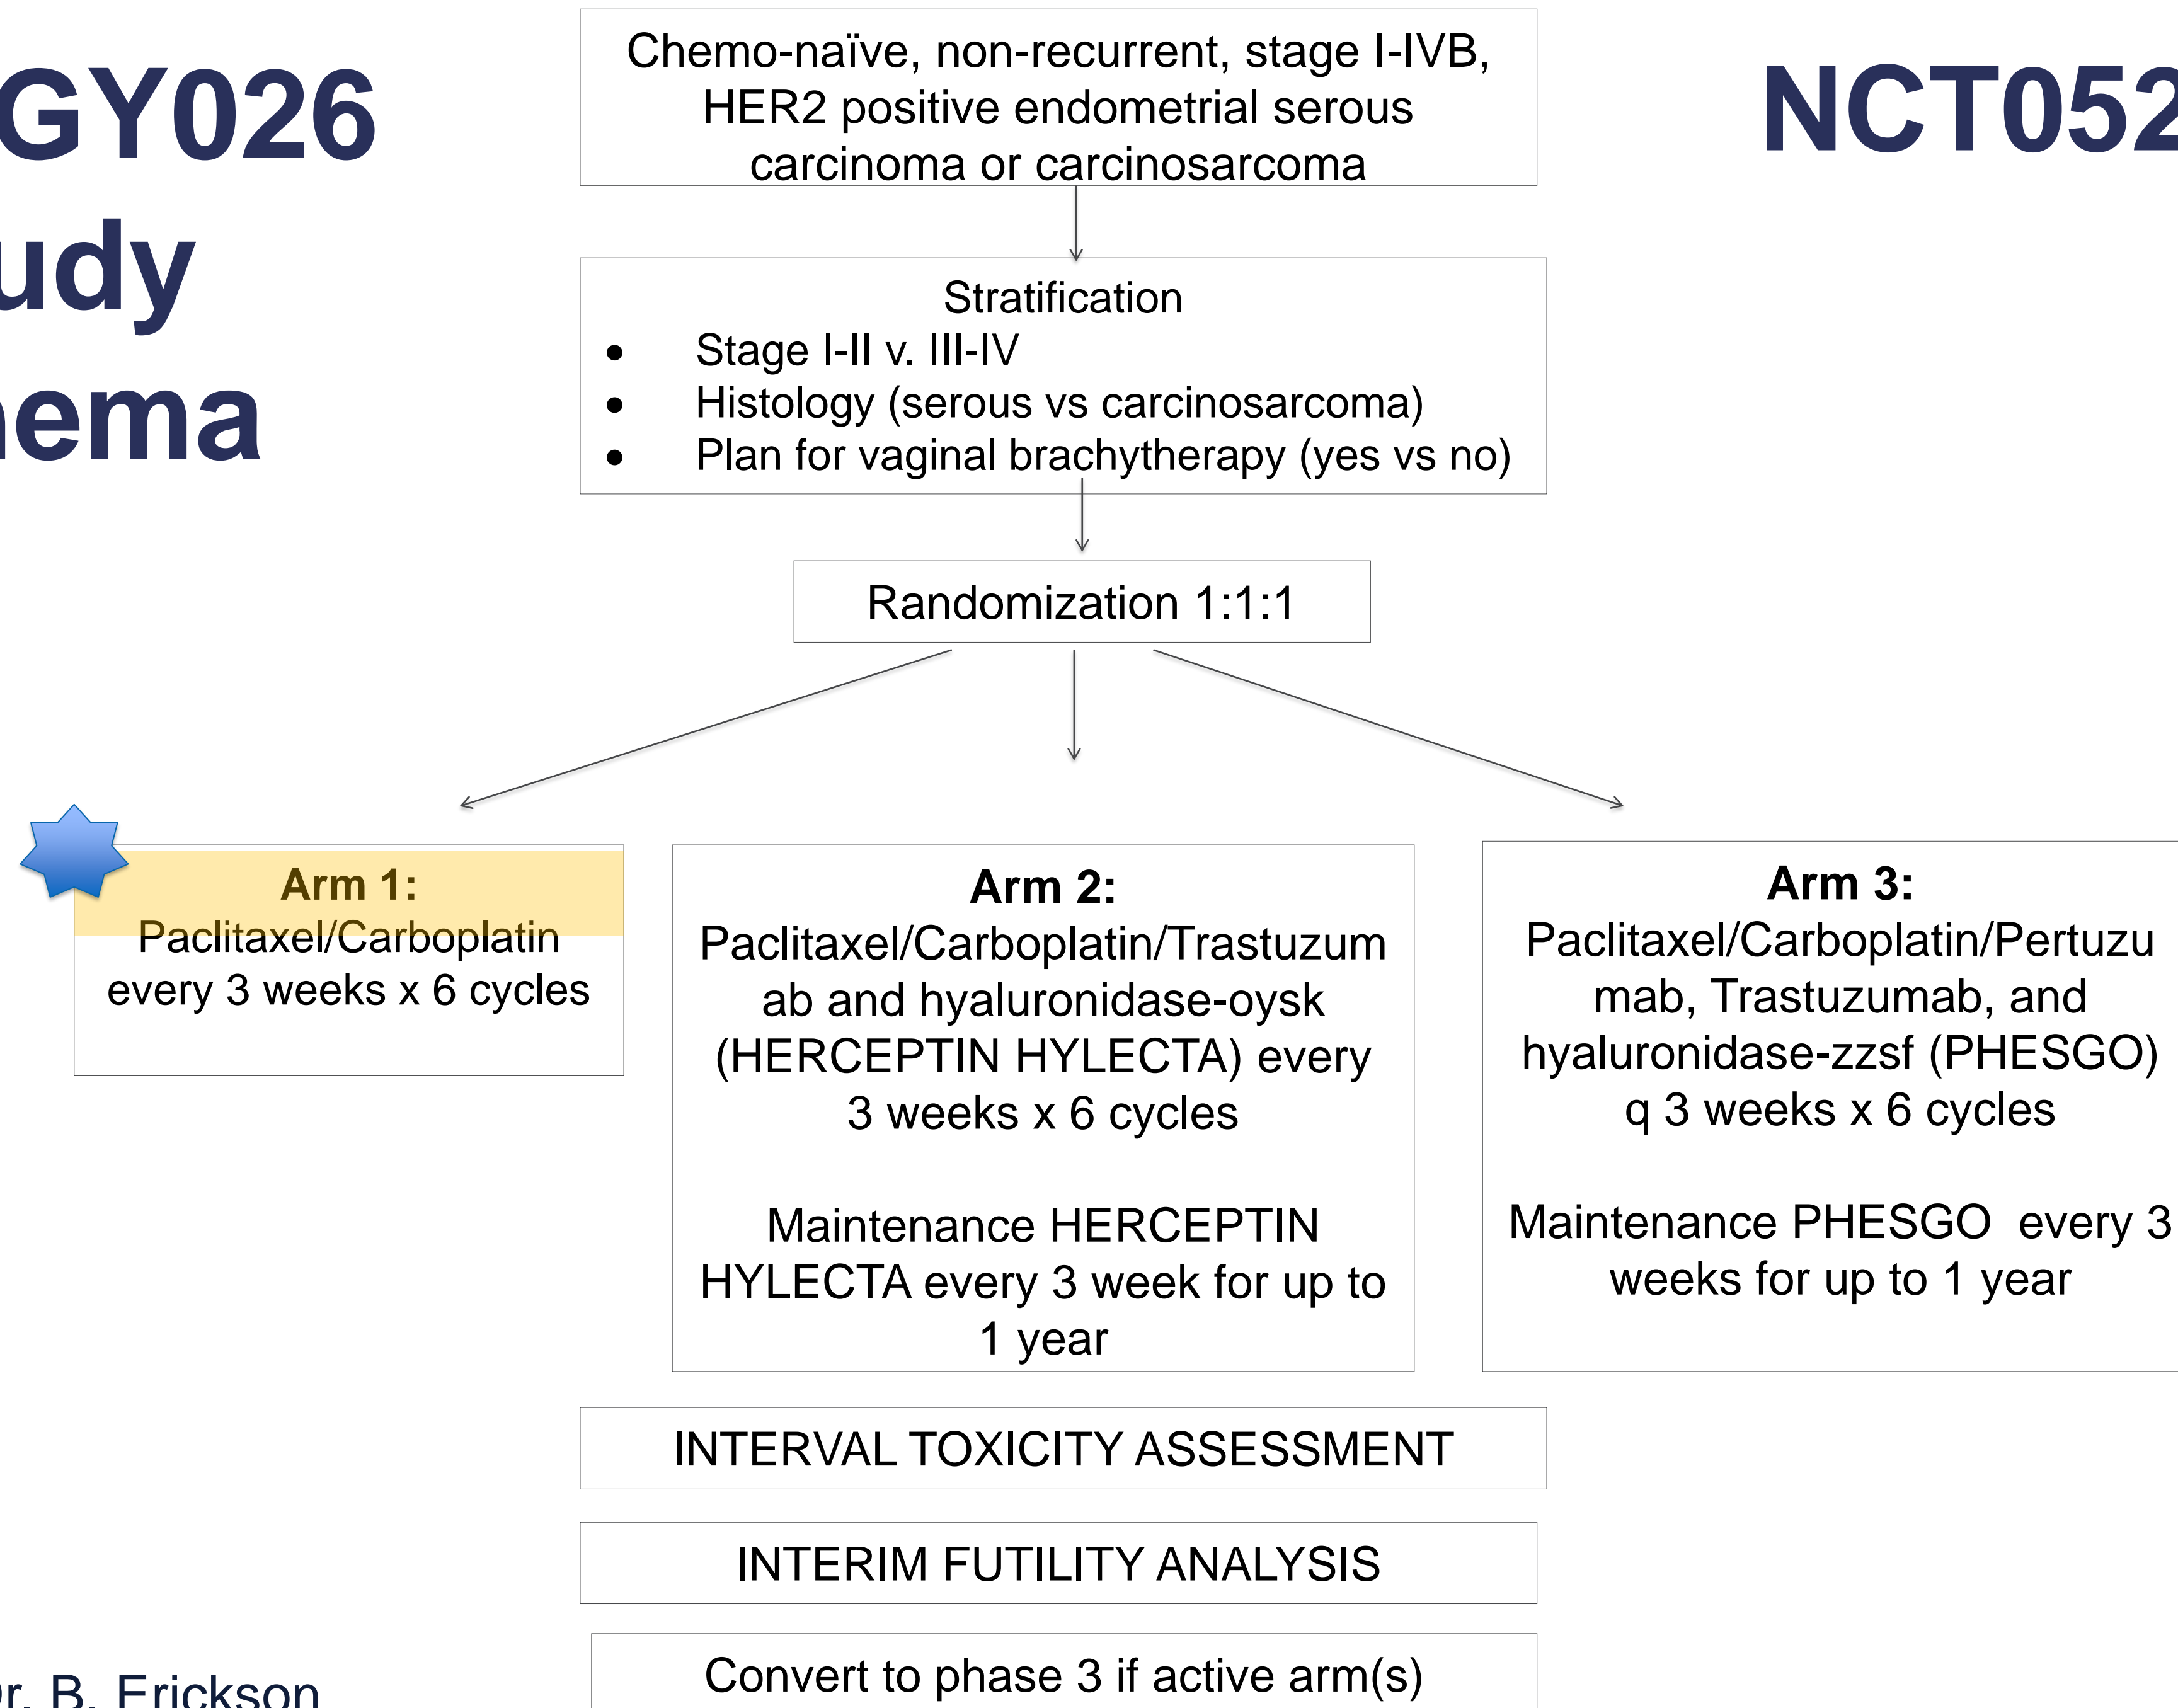 GY026
udy
nema
NCT052
Chemo-naïve, non-recurrent, stage I-IVB,
HER2 positive endometrial serous
carcinoma or carcinosarcoma
Stratification
• Stage I-II v. III-IV
• Histology (serous vs carcinosarcoma)
• Plan for vaginal brachytherapy (yes vs no)
Randomization 1:1:1
Arm 1:
Paclitaxel/Carboplatin
every 3 weeks x 6 cycles
Arm 2:
Paclitaxel/Carboplatin/Trastuzum
ab and hyaluronidase-oysk
(HERCEPTIN HYLECTA) every
3 weeks x 6 cycles
Maintenance HERCEPTIN
HYLECTA every 3 week for up to
1 year
Arm 3:
Paclitaxel/Carboplatin/Pertuzu
mab, Trastuzumab, and
hyaluronidase-zzsf (PHESGO)
q 3 weeks x 6 cycles
Maintenance PHESGO every 3
weeks for up to 1 year
INTERVAL TOXICITY ASSESSMENT
INTERIM FUTILITY ANALYSIS
Convert to phase 3 if active arm(s)
r. B. Erickson